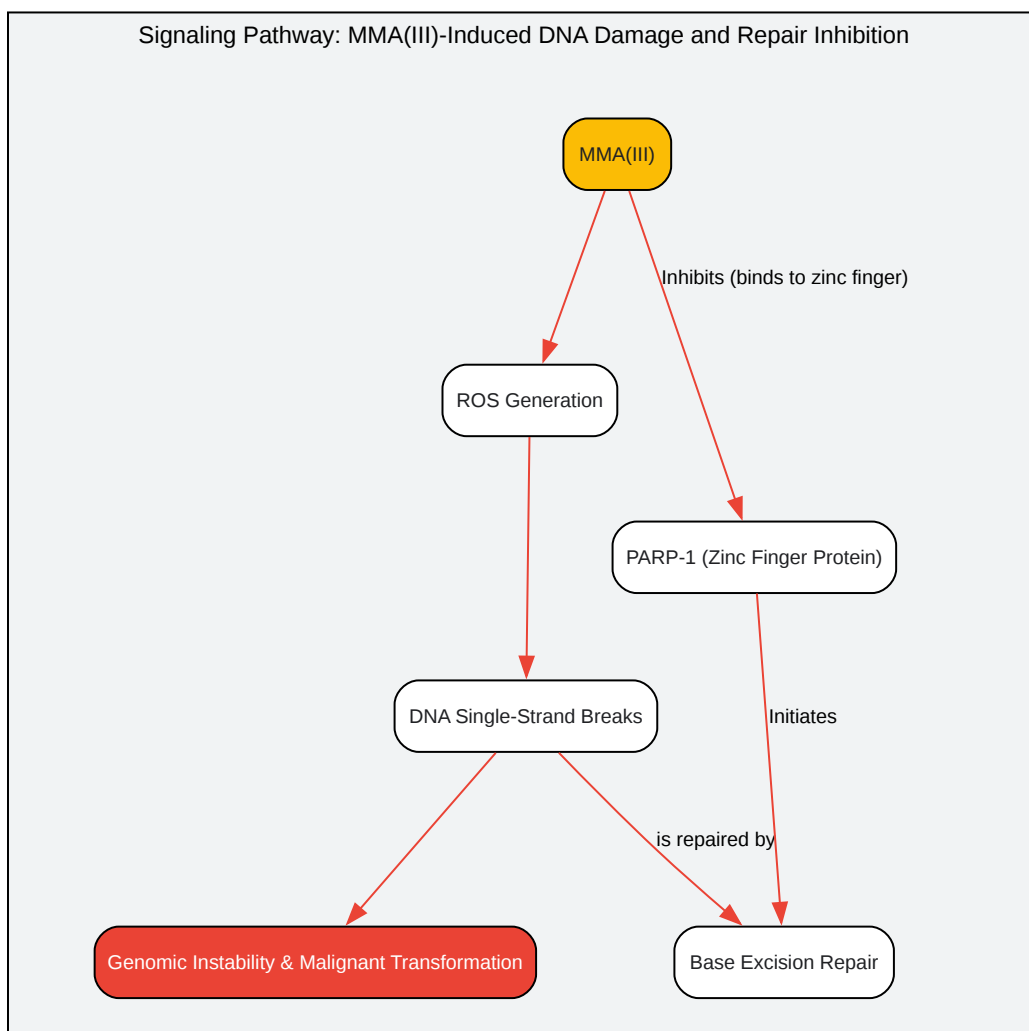 Signaling Pathway: MMA(III)-Induced DNA Damage and Repair Inhibition
MMA(III)
Inhibits (binds to zinc finger)
ROS Generation
PARP-1 (Zinc Finger Protein)
DNA Single-Strand Breaks
Initiates
is repaired by
Genomic Instability & Malignant Transformation
Base Excision Repair